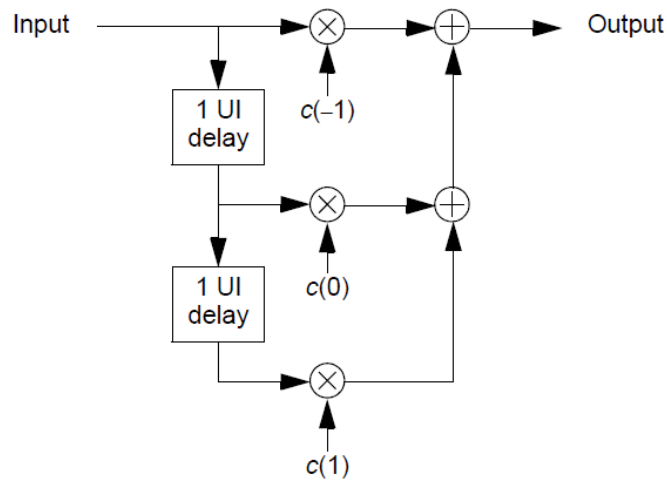 Input
Output
c(−1)
1 UI
delay
c(0)
1 UI
delay
c(1)